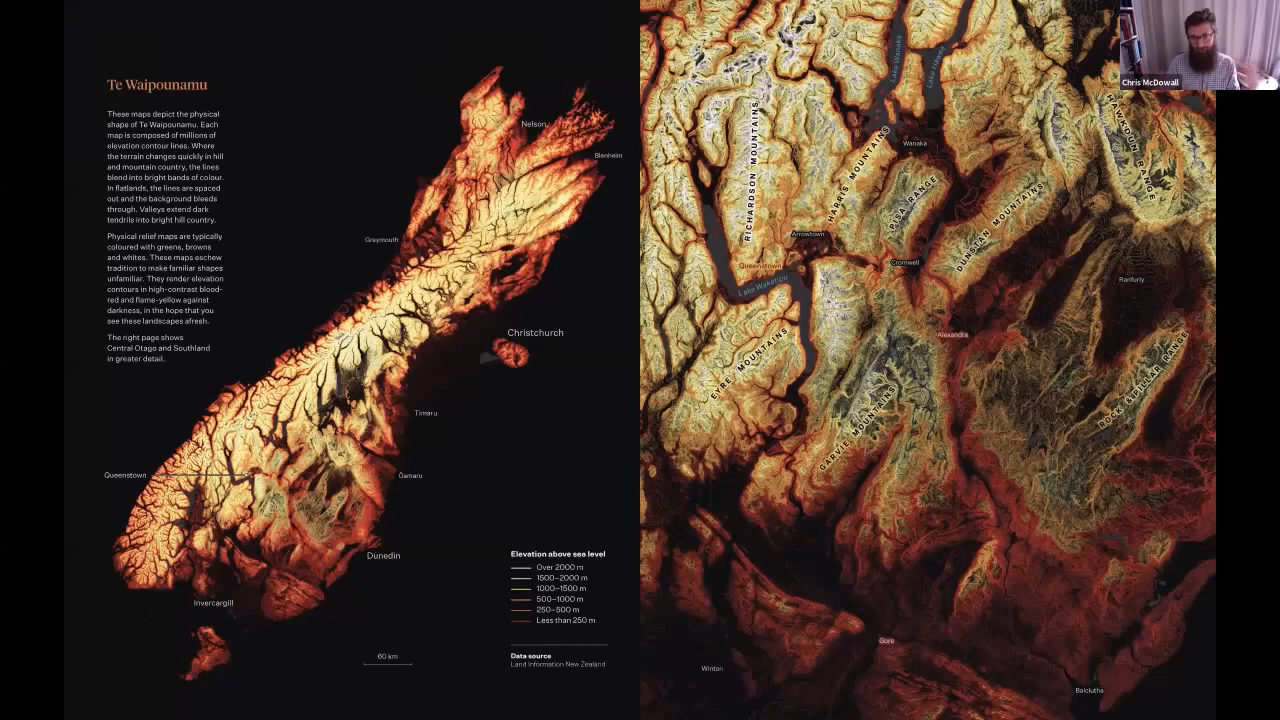 Te Waipounamu
These maps depict the physical
shape of Te Waipounamu. Each
map is composed of millions of
elevation contour lines. Where
the terrain changes quickly in hill
and mountain country, the lines
blend into bright bands of colour.
In flatlands, the lines are spaced
out and the background bleeds
through. Valleys extend dark
tendrils into bright hill country.
Physical relief maps are typically
coloured with greens, browns
and whites. These maps eschew
tradition to make familiar shapes
unfamiliar. They render elevation
contours in high-contrast blood-
red and flame-yellow against
darkness, in the hope that you
see these landscapes afresh.
The right page shows
Central Otago and Southland
in greater detail.
Nelson
Blenheim
Greymouth
Christchurch
Timaru
Queenstown
Ōamaru
Dunedin
Invercargill
60 km
Elevation above sea level
Over 2000 m
1500–2000 m
1000–1500 m
500–1000 m
250–500 m
Less than 250 m
Data source
Land Information New Zealand
Lake Wanaka
Lake Hawea
Wanaka
RICHARDSON MOUNTAINS
HARRIS MOUNTAINS
PISA RANGE
DUNSTAN MOUNTAINS
HAWKDUN RANGE
Arrowtown
Queenstown
Cromwell
Lake Wakatipu
Ranfurly
Alexandra
EYRE MOUNTAINS
GARVIE MOUNTAINS
ROCK & PILLAR RANGE
Gore
Winton
Balclutha
Chris McDowall